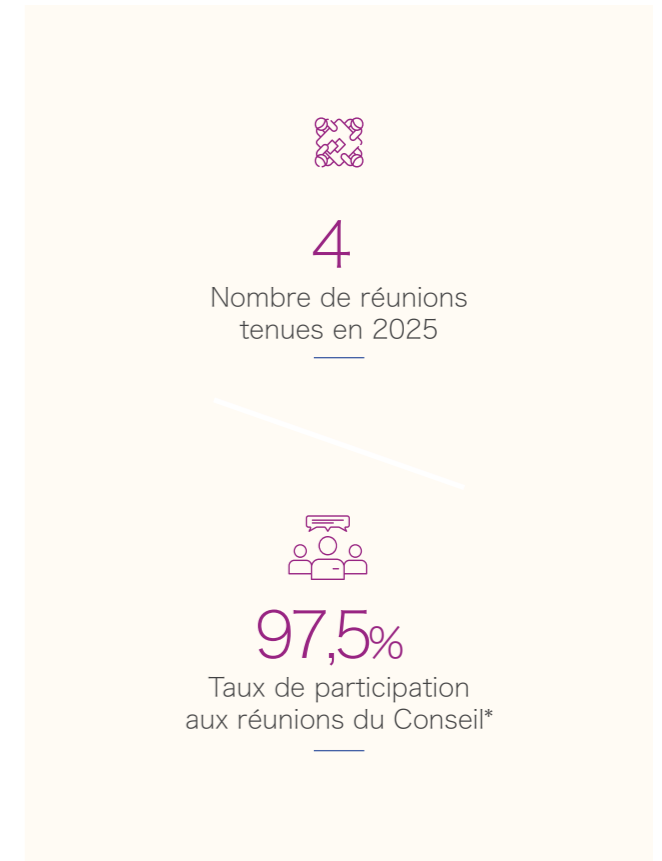 4
Nombre de réunions
tenues en 2025
97,5%
Taux de participation
aux réunions du Conseil*